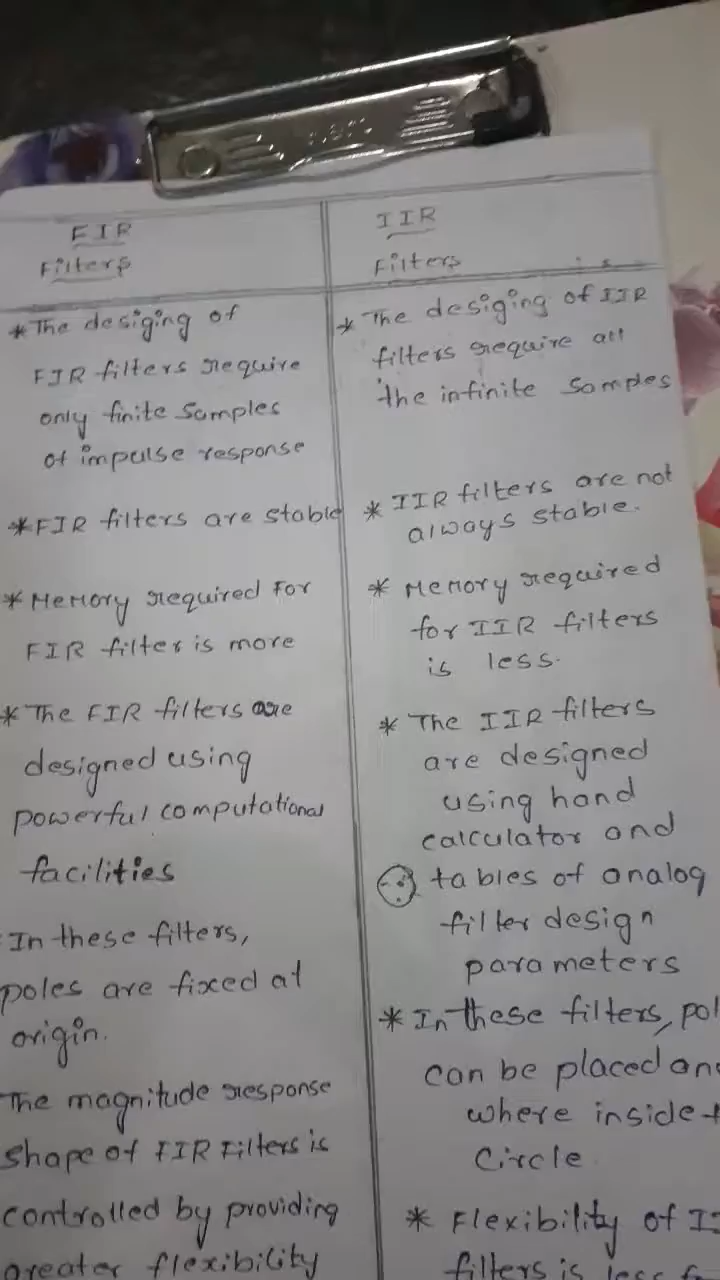 FIR
Filters
* The desiging of
FIR filters require
only finite samples
of impulse response
* FIR filters are stable
* Memory required For
FIR filter is more
* The FIR filters are
designed using
powerful computational
facilities
In these filters,
poles are fixed at
origin.
The magnitude response
shape of FIR Filters is
controlled by providing
greater flexibility
IIR
Filters
* The desiging of IIR
filters require all
the infinite samples
* IIR filters are not
always stable.
* Memory required
for IIR filters
is less.
* The IIR filters
are designed
using hand
calculator and
tables of analog
filter design
parameters
* In these filters, pol
can be placed
where inside
circle
* Flexibility of
filters is less